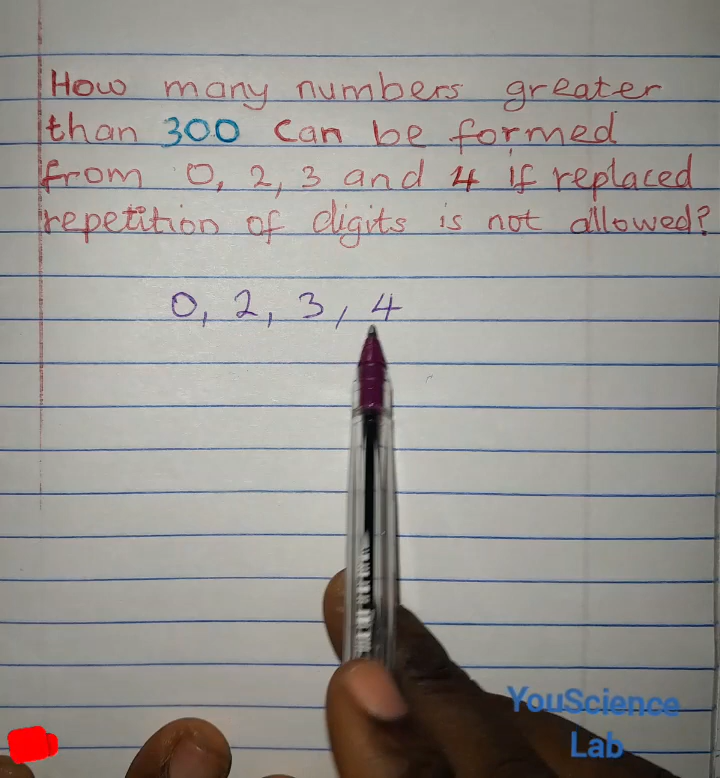 How many numbers greater
than 300 can be formed
from 0, 2, 3 and 4 if replaced
repetition of digits is not allowed?
0, 2, 3, 4
YouScience
Lab